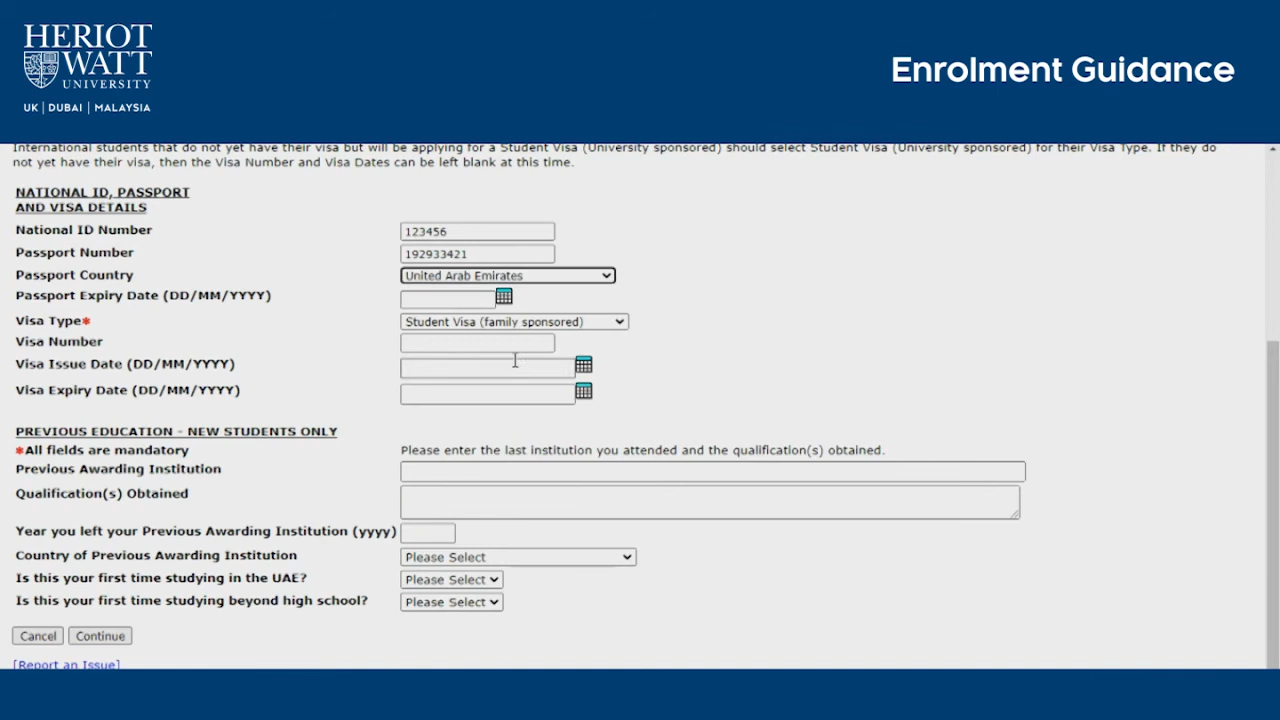 HERIOT
WATT
UNIVERSITY
UK | DUBAI | MALAYSIA
Enrolment Guidance
International students that do not yet have their visa but will be applying for a Student Visa (University sponsored) should select Student Visa (University sponsored) for their Visa Type. If they do
not yet have their visa, then the Visa Number and Visa Dates can be left blank at this time.
NATIONAL ID, PASSPORT
AND VISA DETAILS
National ID Number 123456
Passport Number 192933421
Passport Country United Arab Emirates
Passport Expiry Date (DD/MM/YYYY)
Visa Type* Student Visa (family sponsored)
Visa Number
Visa Issue Date (DD/MM/YYYY)
Visa Expiry Date (DD/MM/YYYY)
PREVIOUS EDUCATION - NEW STUDENTS ONLY
*All fields are mandatory Please enter the last institution you attended and the qualification(s) obtained.
Previous Awarding Institution
Qualification(s) Obtained
Year you left your Previous Awarding Institution (yyyy)
Country of Previous Awarding Institution Please Select
Is this your first time studying in the UAE? Please Select
Is this your first time studying beyond high school? Please Select
Cancel Continue
[Report an Issue]